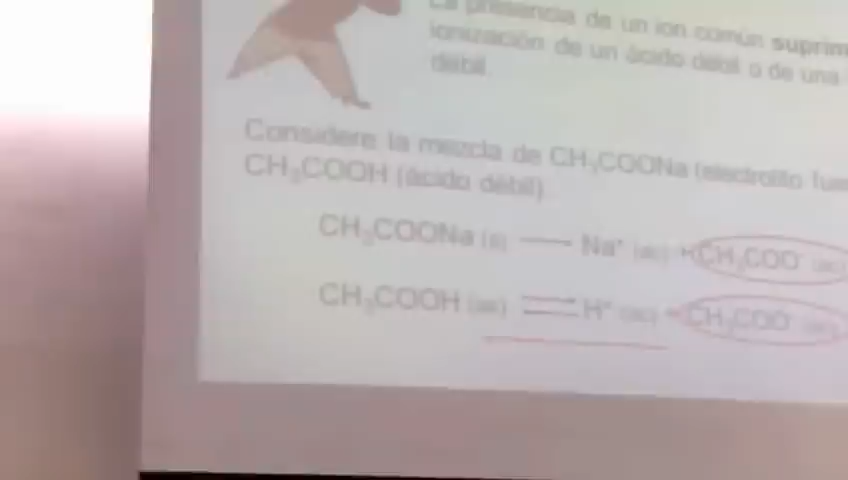 La presencia de un ion común suprim
ionización de un ácido débil o de una
débil.
Considere la mezcla de CH₃COONa (electrolito fue
CH₃COOH (ácido débil).
CH₃COONa (s) Na⁺ (ac) + CH₃COO⁻ (ac)
CH₃COOH (ac) H⁺ (ac) + CH₃COO⁻ (ac)